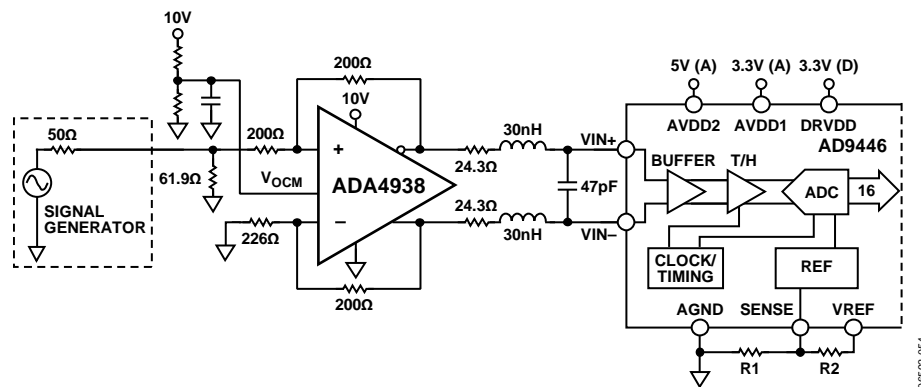 10V
50Ω
SIGNAL
GENERATOR
61.9Ω
200Ω
VOCM
226Ω
200Ω
10V
+
ADA4938
–
200Ω
24.3Ω
30nH
24.3Ω
30nH
47pF
VIN+
VIN–
5V (A)
3.3V (A)
3.3V (D)
AVDD2
AVDD1
DRVDD
AD9446
BUFFER
T/H
ADC
16
CLOCK/
TIMING
REF
AGND
SENSE
VREF
R1
R2